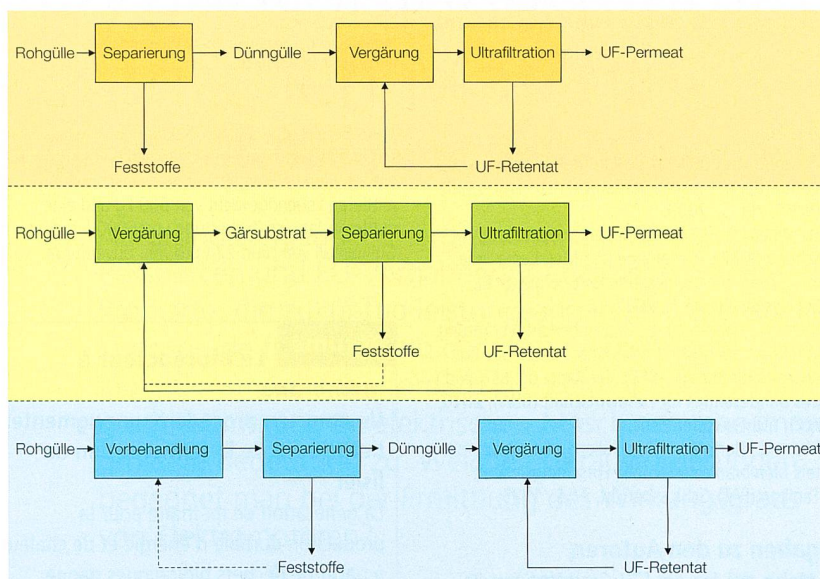 Rohgülle Separierung Dünngülle Vergärung Ultrafiltration UF-Permeat
Feststoffe UF-Retentat
Rohgülle Vergärung Gärsubstrat Separierung Ultrafiltration UF-Permeat
Feststoffe UF-Retentat
Rohgülle Vorbehandlung Separierung Dünngülle Vergärung Ultrafiltration UF-Permeat
Feststoffe UF-Retentat